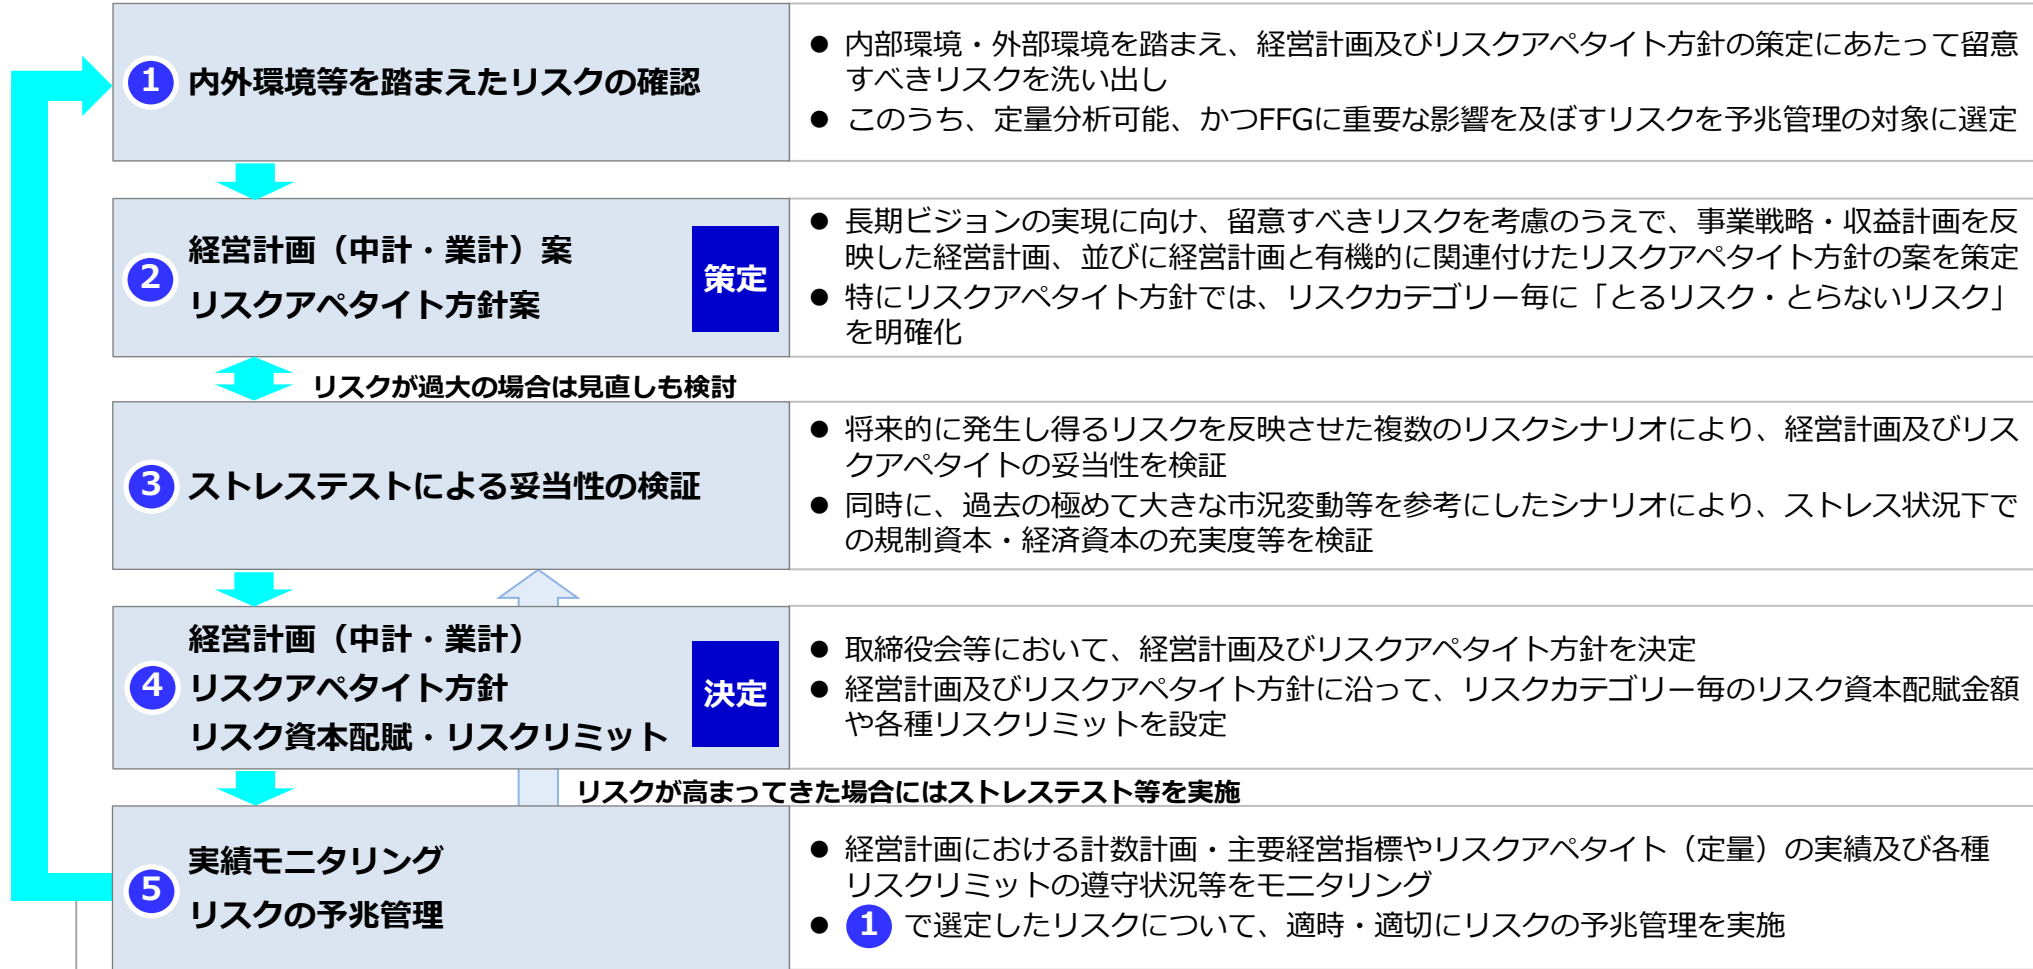 1 内外環境等を踏まえたリスクの確認
● 内部環境・外部環境を踏まえ、経営計画及びリスクアペタイト方針の策定にあたって留意
すべきリスクを洗い出し
● このうち、定量分析可能、かつFFGに重要な影響を及ぼすリスクを予兆管理の対象に選定
2 経営計画（中計・業計）案
リスクアペタイト方針案
策定
● 長期ビジョンの実現に向け、留意すべきリスクを考慮のうえで、事業戦略・収益計画を反
映した経営計画、並びに経営計画と有機的に関連付けたリスクアペタイト方針の案を策定
● 特にリスクアペタイト方針では、リスクカテゴリー毎に「とるリスク・とらないリスク」
を明確化
リスクが過大の場合は見直しも検討
3 ストレステストによる妥当性の検証
● 将来的に発生し得るリスクを反映させた複数のリスクシナリオにより、経営計画及びリス
クアペタイトの妥当性を検証
● 同時に、過去の極めて大きな市況変動等を参考にしたシナリオにより、ストレス状況下で
の規制資本・経済資本の充実度等を検証
4 経営計画（中計・業計）
リスクアペタイト方針
リスク資本配賦・リスクリミット
決定
● 取締役会等において、経営計画及びリスクアペタイト方針を決定
● 経営計画及びリスクアペタイト方針に沿って、リスクカテゴリー毎のリスク資本配賦金額
や各種リスクリミットを設定
リスクが高まってきた場合にはストレステスト等を実施
5 実績モニタリング
リスクの予兆管理
● 経営計画における計数計画・主要経営指標やリスクアペタイト（定量）の実績及び各種
リスクリミットの遵守状況等をモニタリング
● 1 で選定したリスクについて、適時・適切にリスクの予兆管理を実施